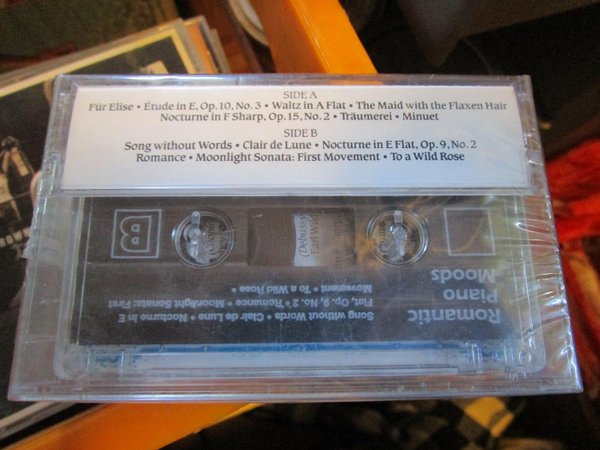 SIDE A
Für Elise • Étude in E, Op. 10, No. 3 • Waltz in A Flat • The Maid with the Flaxen Hair
Nocturne in F Sharp, Op. 15, No. 2 • Träumerei • Minuet
SIDE B
Song without Words • Clair de Lune • Nocturne in E Flat, Op. 9, No. 2
Romance • Moonlight Sonata: First Movement • To a Wild Rose
B
Romantic
Piano
Moods
Song without Words • Clair de Lune • Nocturne in E
Flat, Op. 9, No. 2 • Romance • Moonlight Sonata: First
Movement • To a Wild Rose •
(Debussy
Earl Wild